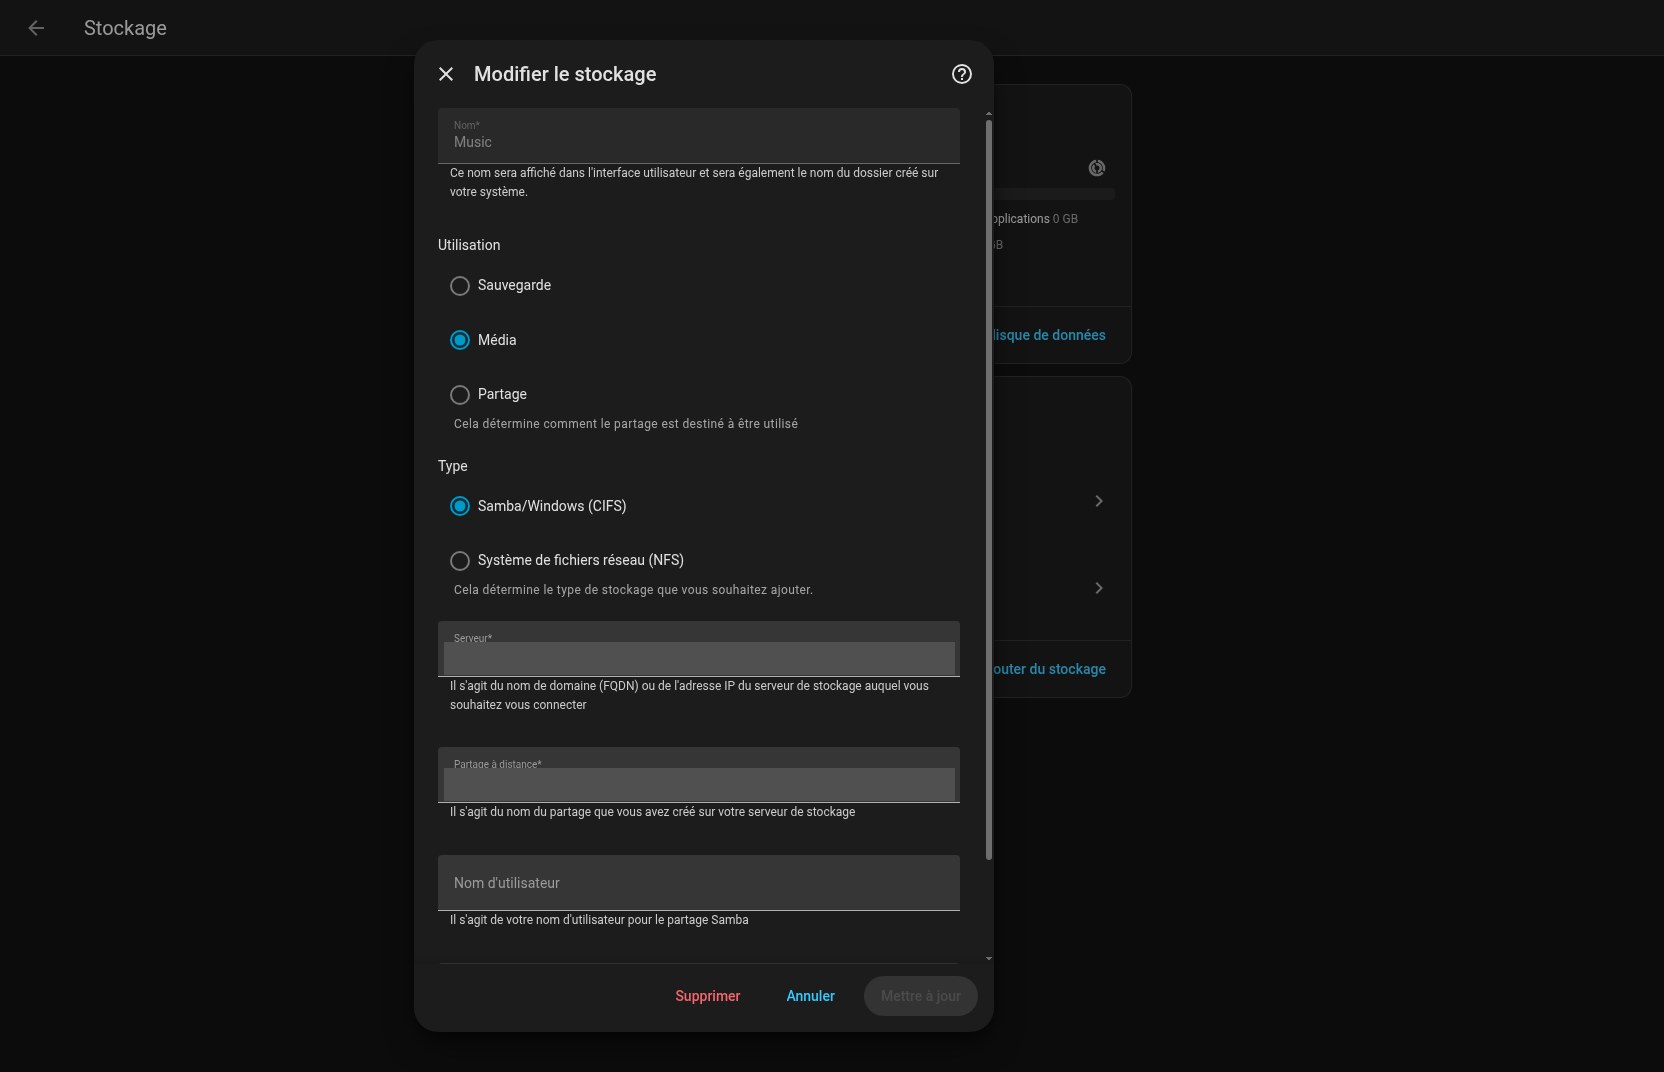 Stockage
Modifier le stockage
Nom*
Music
Ce nom sera affiché dans l'interface utilisateur et sera également le nom du dossier créé sur
votre système.
Utilisation
Sauvegarde
Média
Partage
Cela détermine comment le partage est destiné à être utilisé
Type
Samba/Windows (CIFS)
Système de fichiers réseau (NFS)
Cela détermine le type de stockage que vous souhaitez ajouter.
Serveur*
Il s'agit du nom de domaine (FQDN) ou de l'adresse IP du serveur de stockage auquel vous
souhaitez vous connecter
Partage à distance*
Il s'agit du nom du partage que vous avez créé sur votre serveur de stockage
Nom d'utilisateur
Il s'agit de votre nom d'utilisateur pour le partage Samba
Supprimer
Annuler
Mettre à jour
0 GB
GB
de données
du stockage